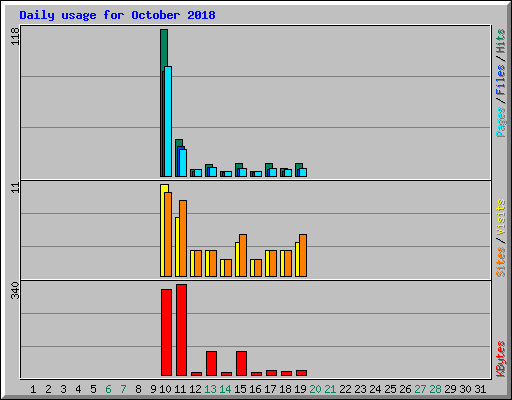 Daily usage for October 2018
118
Pages / Files / Hits
11
Sites / Visits
340
KBytes
1 2 3 4 5 6 7 8 9 10 11 12 13 14 15 16 17 18 19 20 21 22 23 24 25 26 27 28 29 30 31